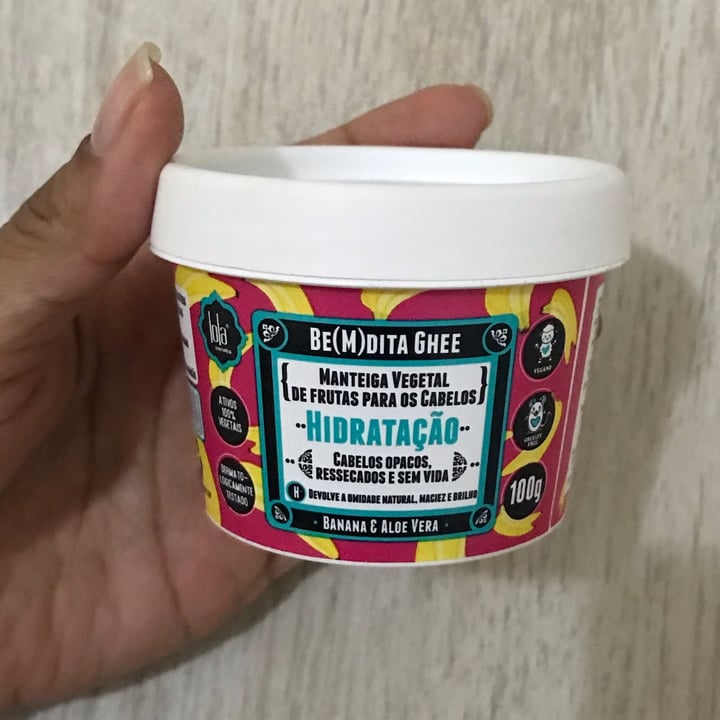 lola
BE(M)DITA GHEE
MANTEIGA VEGETAL
DE FRUTAS PARA OS CABELOS
HIDRATAÇÃO
CABELOS OPACOS,
RESSECADOS E SEM VIDA
H DEVOLVE A UMIDADE NATURAL, MACIEZ E BRILHO
BANANA & ALOE VERA
ATIVOS
100%
VEGETAIS
DERMATO-
LOGICAMENTE
TESTADO
VEGANO
CRUELTY
FREE
100g